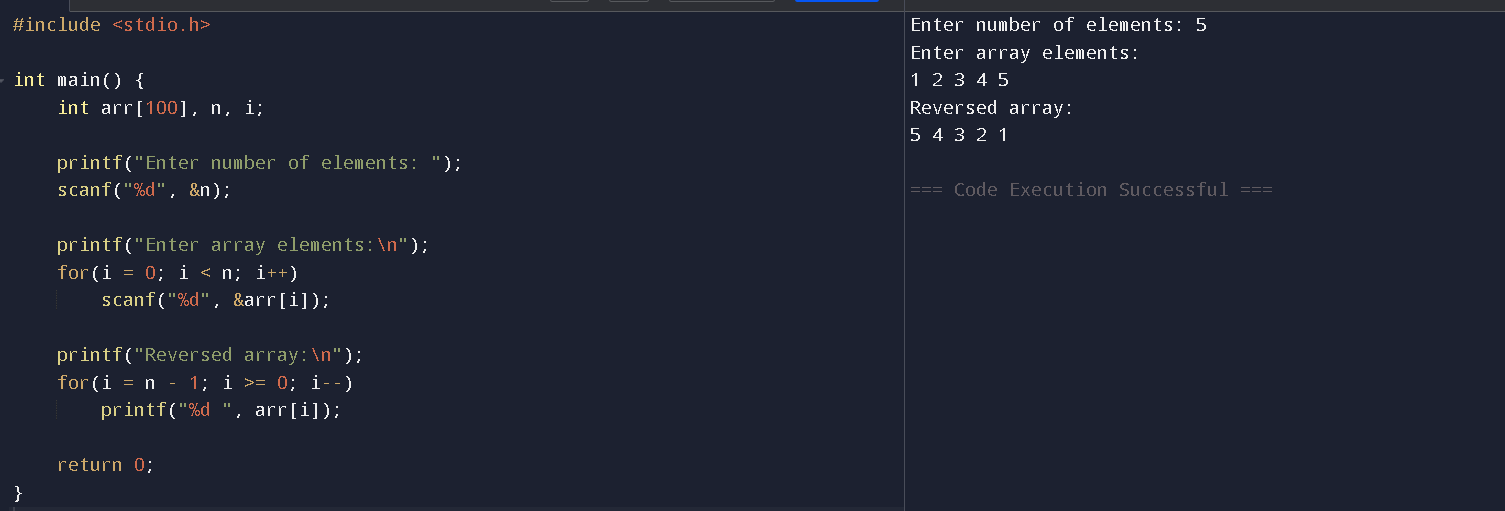 #include <stdio.h>
int main() {
    int arr[100], n, i;
    printf("Enter number of elements: ");
    scanf("%d", &n);
    printf("Enter array elements:\n");
    for(i = 0; i < n; i++)
        scanf("%d", &arr[i]);
    printf("Reversed array:\n");
    for(i = n - 1; i >= 0; i--)
        printf("%d ", arr[i]);
    return 0;
}
Enter number of elements: 5
Enter array elements:
1 2 3 4 5
Reversed array:
5 4 3 2 1
=== Code Execution Successful ===